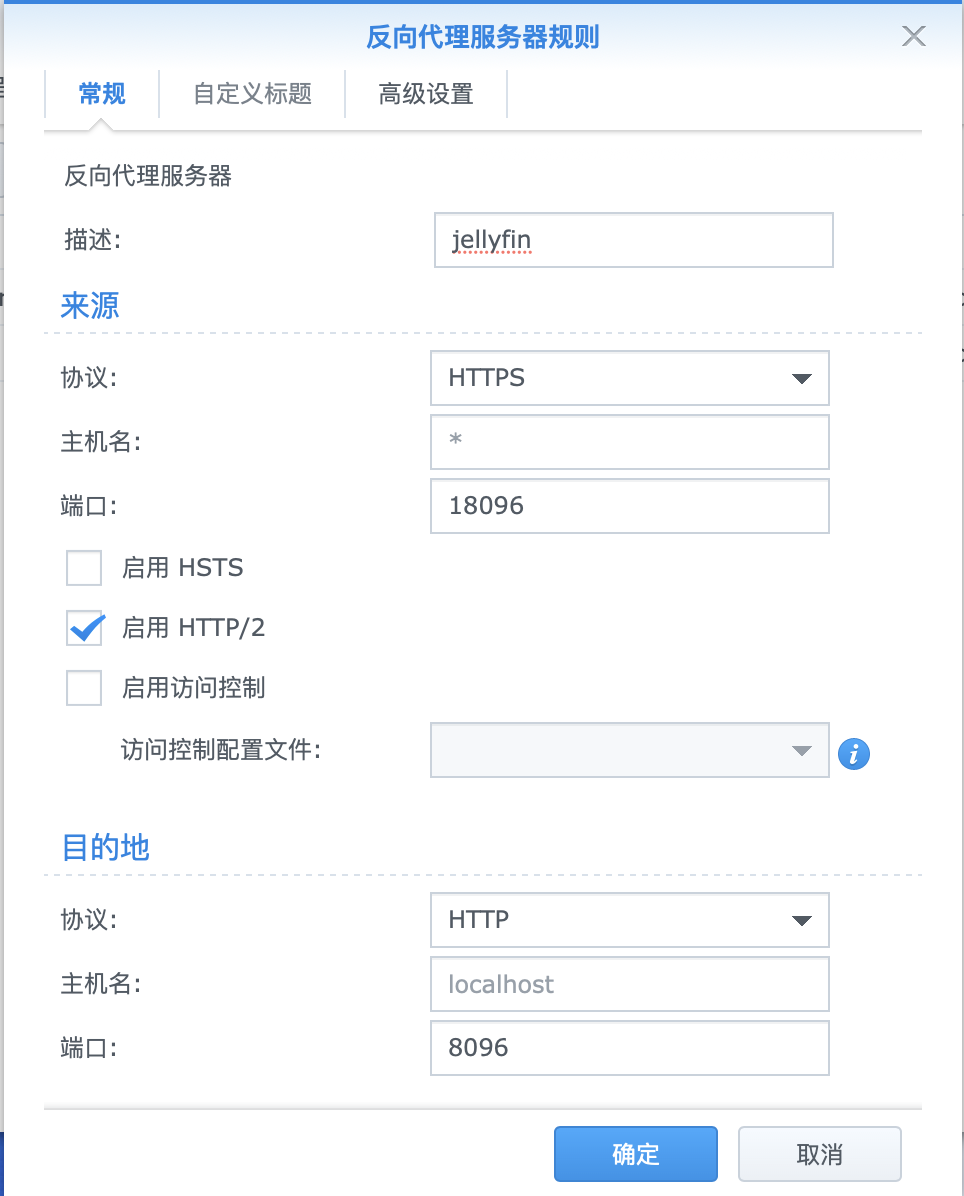 反向代理服务器规则
常规 自定义标题 高级设置
反向代理服务器
描述: jellyfin
来源
协议: HTTPS
主机名: *
端口: 18096
启用 HSTS
启用 HTTP/2
启用访问控制
访问控制配置文件:
目的地
协议: HTTP
主机名: localhost
端口: 8096
确定 取消